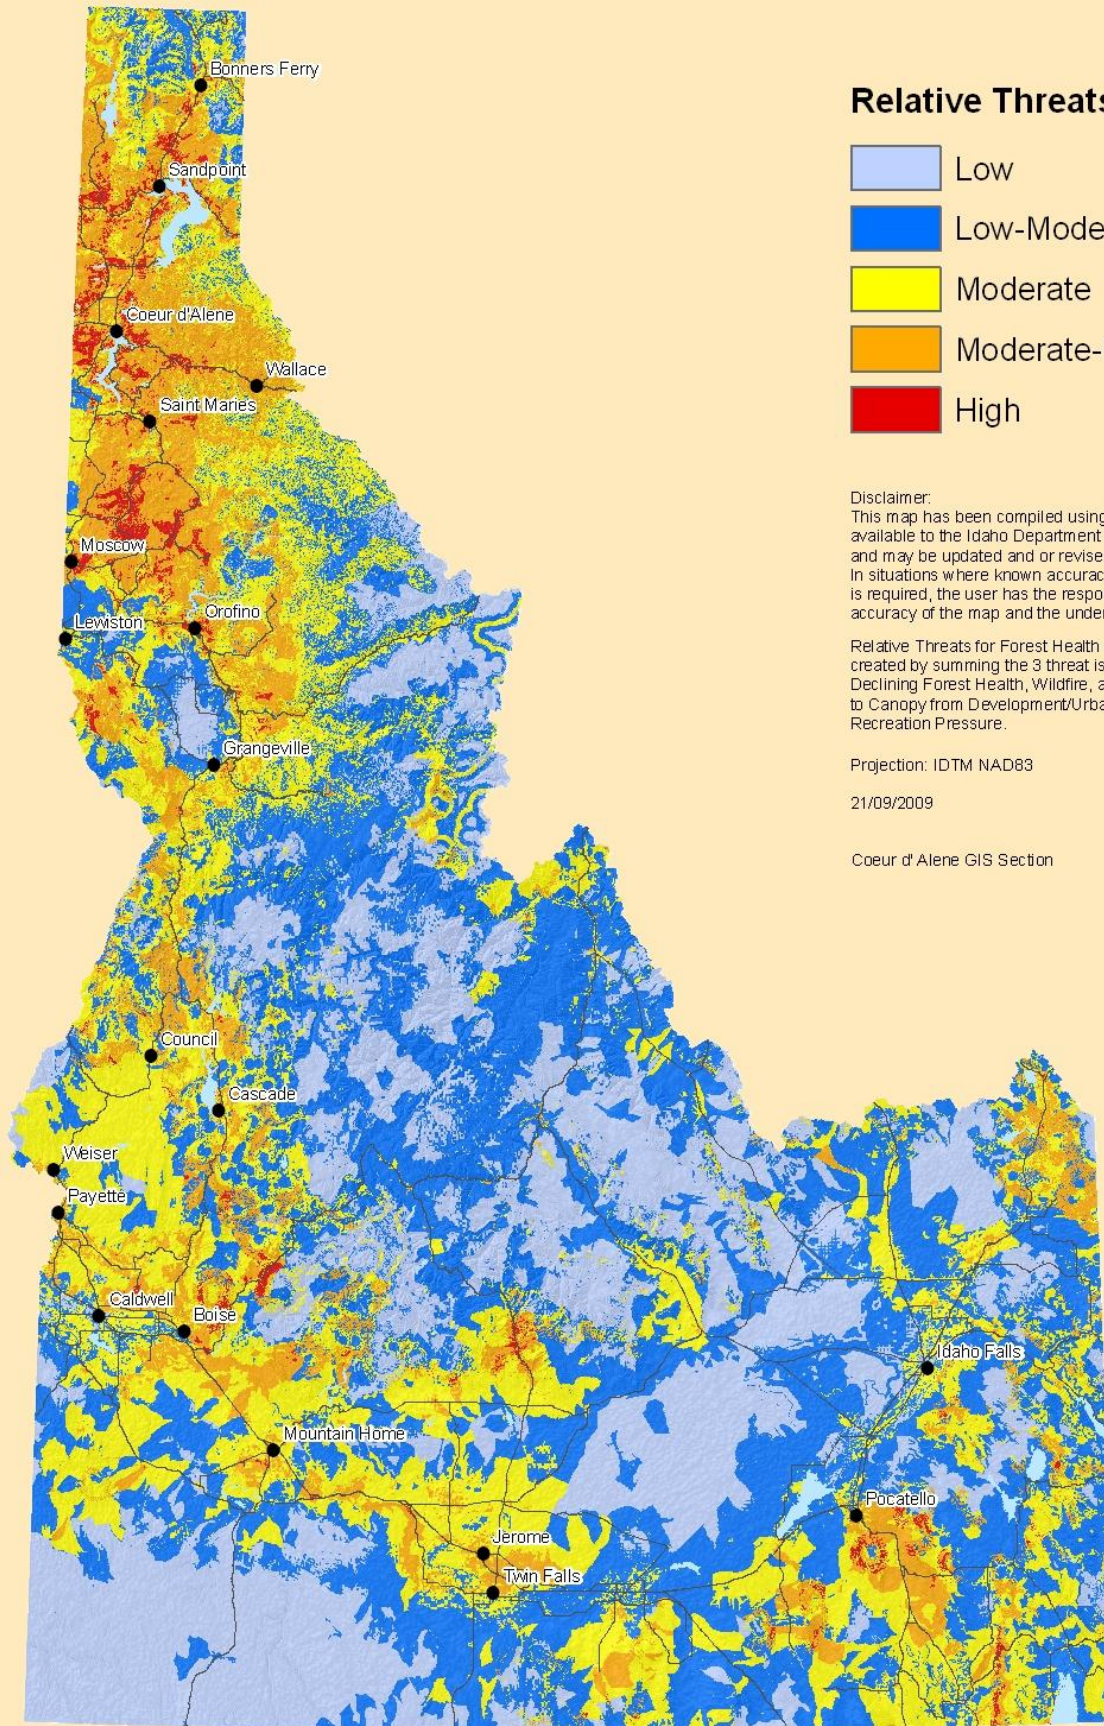 Bonners Ferry
Sandpoint
Coeur d'Alene
Wallace
Saint Maries
Moscow
Orofino
Lewiston
Grangeville
Council
Cascade
Weiser
Payette
Caldwell
Boise
Idaho Falls
Mountain Home
Pocatello
Jerome
Twin Falls
Relative Threats
Low
Low-Mode
Moderate
Moderate-
High
Disclaimer:
This map has been compiled using
available to the Idaho Department
and may be updated and or revise
In situations where known accurac
is required, the user has the respo
accuracy of the map and the unde
Relative Threats for Forest Health
created by summing the 3 threat is
Declining Forest Health, Wildfire, a
to Canopy from Development/Urba
Recreation Pressure.
Projection: IDTM NAD83
21/09/2009
Coeur d' Alene GIS Section